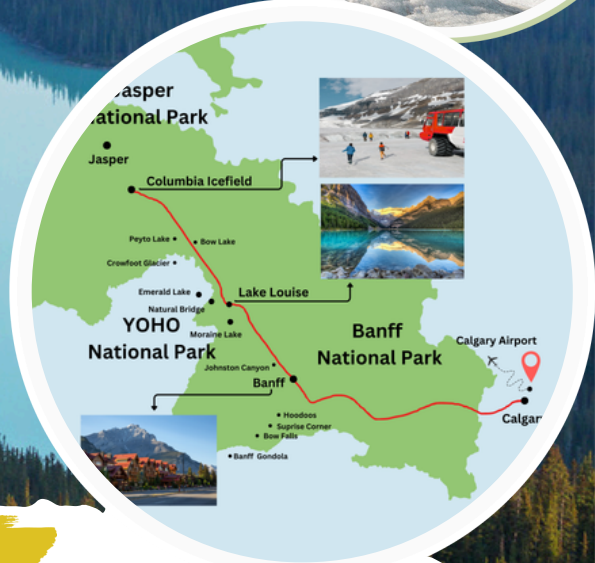 Jasper
National Park
Jasper
Columbia Icefield
Peyto Lake
Bow Lake
Crowfoot Glacier
Emerald Lake
Lake Louise
Natural Bridge
YOHO
National Park
Moraine Lake
Banff
National Park
Calgary Airport
Johnston Canyon
Banff
Calgar
Hoodoos
Suprise Corner
Bow Falls
Banff Gondola